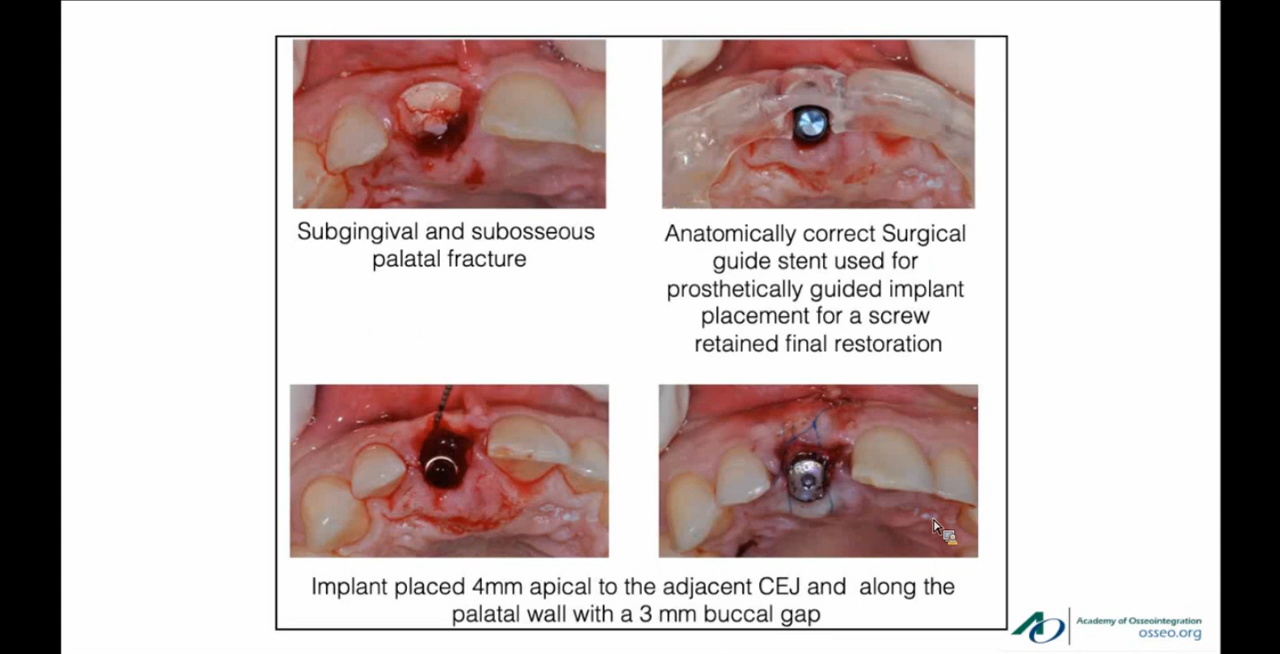 Subgingival and subosseous
palatal fracture
Anatomically correct Surgical
guide stent used for
prosthetically guided implant
placement for a screw
retained final restoration
Implant placed 4mm apical to the adjacent CEJ and along the
palatal wall with a 3 mm buccal gap
Academy of Osseointegration
osseo.org